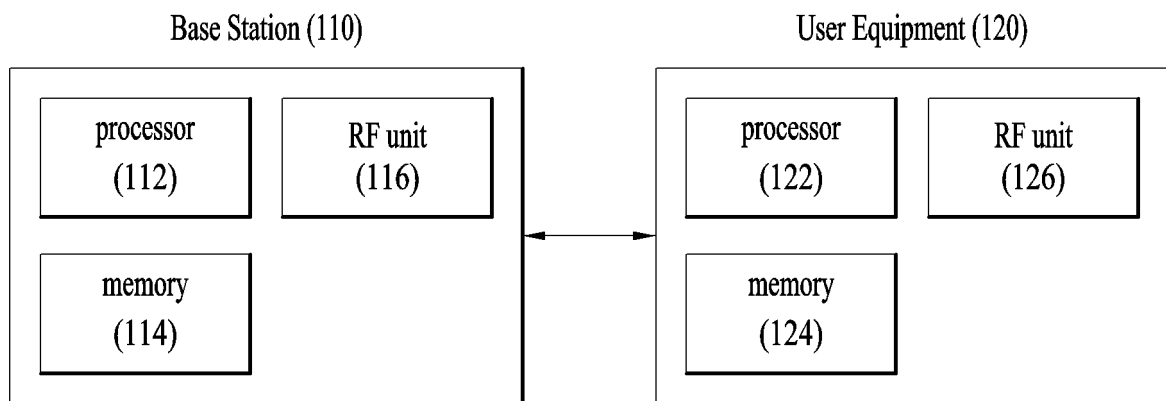 Base Station (110)
processor
(112)
RF unit
(116)
memory
(114)
User Equipment (120)
processor
(122)
RF unit
(126)
memory
(124)